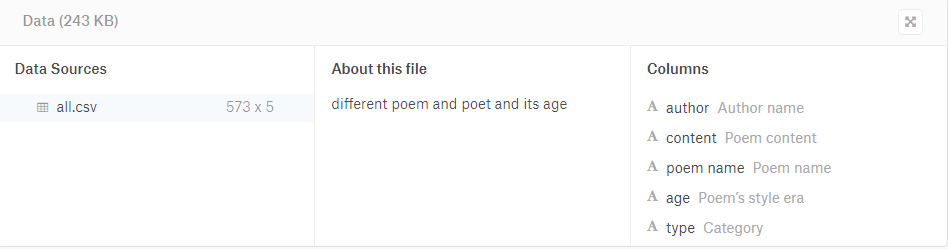 Data (243 KB)
Data Sources
all.csv 573 x 5
About this file
different poem and poet and its age
Columns
A author Author name
A content Poem content
A poem name Poem name
A age Poem's style era
A type Category